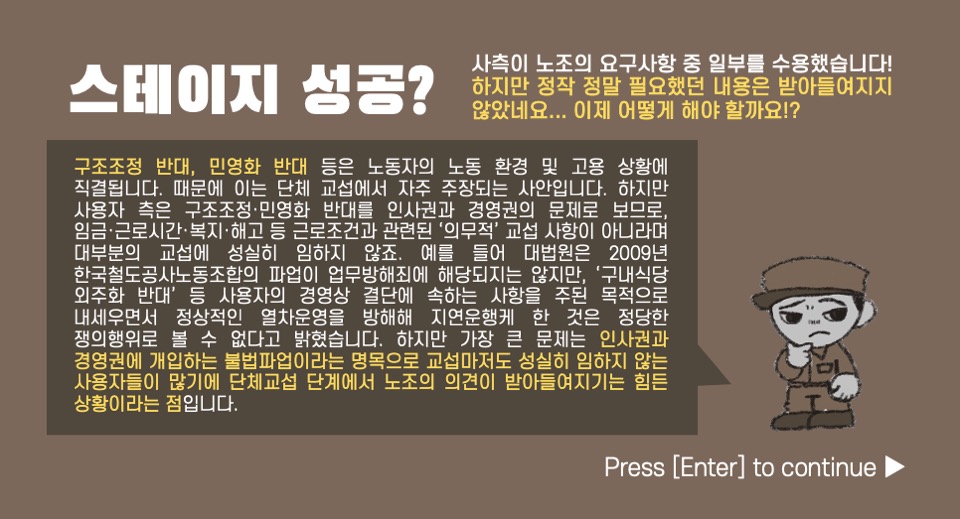 스테이지 성공?
사측이 노조의 요구사항 중 일부를 수용했습니다!
하지만 정작 정말 필요했던 내용은 받아들여지지
않았네요... 이제 어떻게 해야 할까요!?
구조조정 반대, 민영화 반대 등은 노동자의 노동 환경 및 고용 상황에
직결됩니다. 때문에 이는 단체 교섭에서 자주 주장되는 사안입니다. 하지만
사용자 측은 구조조정·민영화 반대를 인사권과 경영권의 문제로 보므로,
임금·근로시간·복지·해고 등 근로조건과 관련된 ‘의무적’ 교섭 사항이 아니라며
대부분의 교섭에 성실히 임하지 않죠. 예를 들어 대법원은 2009년
한국철도공사노동조합의 파업이 업무방해죄에 해당되지는 않지만, ‘구내식당
외주화 반대’ 등 사용자의 경영상 결단에 속하는 사항을 주된 목적으로
내세우면서 정상적인 열차운영을 방해해 지연운행케 한 것은 정당한
쟁의행위로 볼 수 없다고 밝혔습니다. 하지만 가장 큰 문제는 인사권과
경영권에 개입하는 불법파업이라는 명목으로 교섭마저도 성실히 임하지 않는
사용자들이 많기에 단체교섭 단계에서 노조의 의견이 받아들여지기는 힘든
상황이라는 점입니다.
Press [Enter] to continue ▶